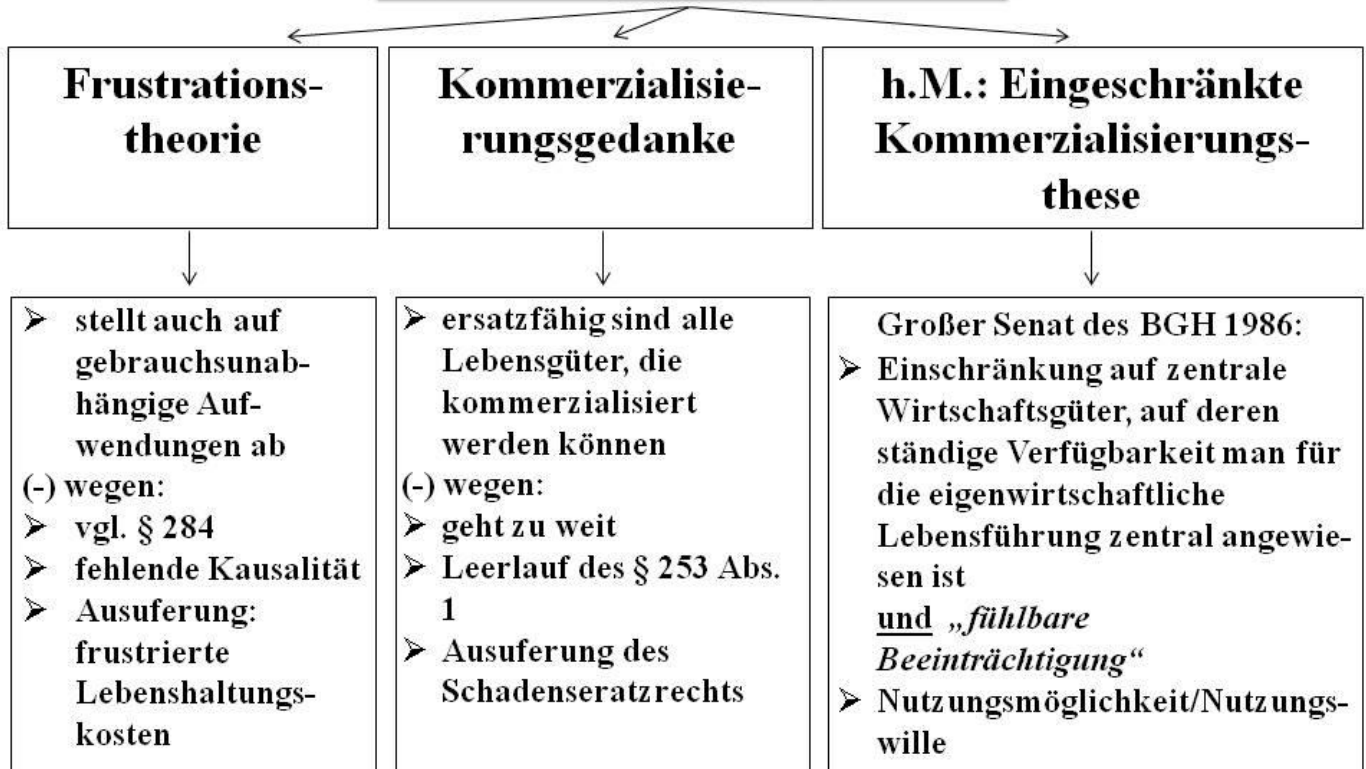 Frustrations-
theorie
Kommerzialisie-
rungsgedanke
h.M.: Eingeschränkte
Kommerzialisierungs-
these
➢ stellt auch auf
gebrauchsunab-
hängige Auf-
wendungen ab
(-) wegen:
➢ vgl. § 284
➢ fehlende Kausalität
➢ Ausuferung:
frustrierte
Lebenshaltungs-
kosten
➢ ersatzfähig sind alle
Lebensgüter, die
kommerzialisiert
werden können
(-) wegen:
➢ geht zu weit
➢ Leerlauf des § 253 Abs.
1
➢ Ausuferung des
Schadenseratzrechts
Großer Senat des BGH 1986:
➢ Einschränkung auf zentrale
Wirtschaftsgüter, auf deren
ständige Verfügbarkeit man für
die eigenwirtschaftliche
Lebensführung zentral angewie-
sen ist
und „fühlbare
Beeinträchtigung“
➢ Nutzungsmöglichkeit/Nutzungs-
wille